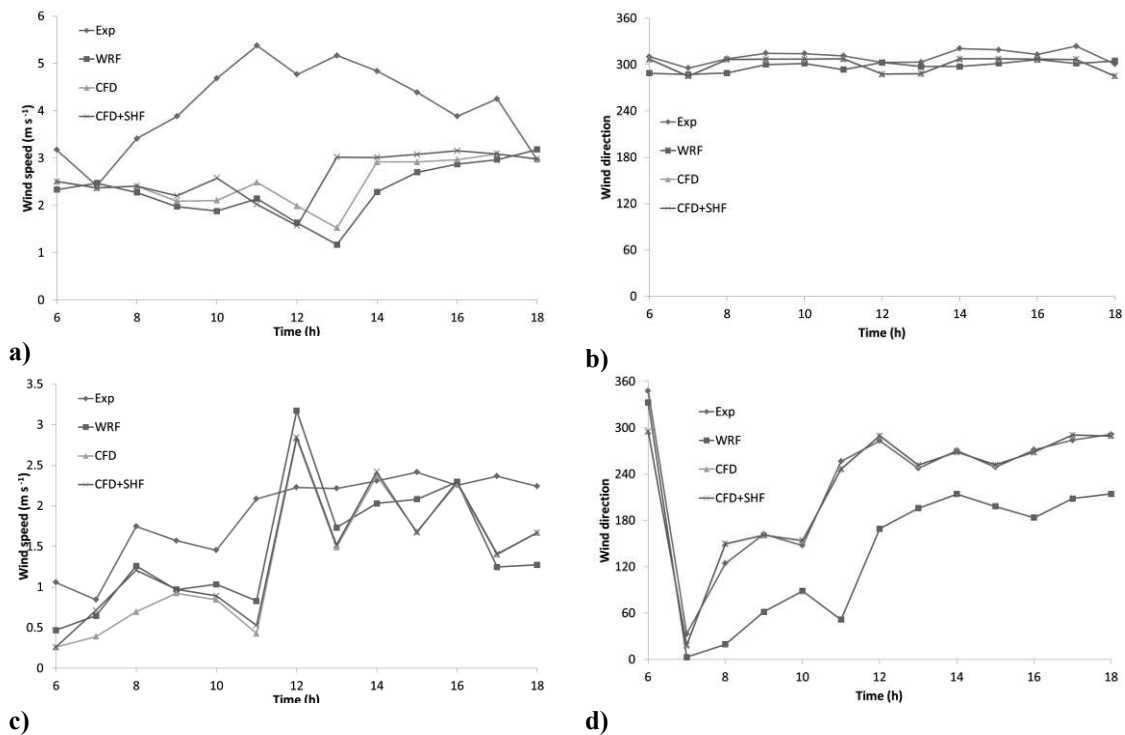 6
5
4
3
2
1
0
Wind speed (m s⁻¹)
Exp
WRF
CFD
CFD+SHF
6 8 10 12 14 16 18
Time (h)
a)
360
300
240
180
120
60
0
Wind direction
Exp
WRF
CFD
CFD+SHF
6 8 10 12 14 16 18
Time (h)
b)
3.5
3
2.5
2
1.5
1
0.5
0
Wind speed (m s⁻¹)
Exp
WRF
CFD
CFD+SHF
6 8 10 12 14 16 18
Time (h)
c)
360
300
240
180
120
60
0
Wind direction
Exp
WRF
CFD
CFD+SHF
6 8 10 12 14 16 18
Time (h)
d)